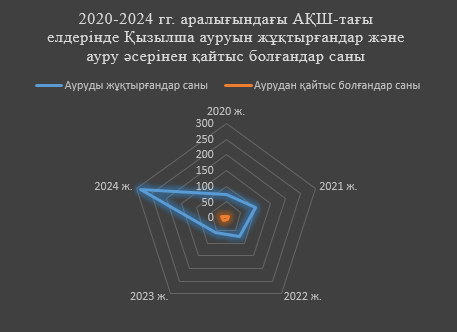 2020-2024 гг. аралығындағы АҚШ-тағы
елдерінде Қызылша ауруын жұқтырғандар және
ауру әсерінен қайтыс болғандар саны
Ауруды жұқтырғандар саны
Аурудан қайтыс болғандар саны
2020 ж.
300
250
200
150
100
50
0
2024 ж.
2021 ж.
2023 ж.
2022 ж.